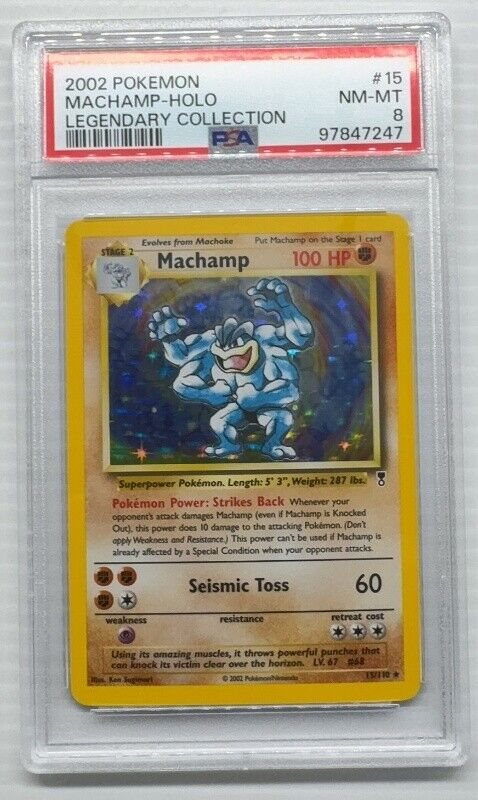 2002 POKEMON #15
MACHAMP-HOLO NM-MT
LEGENDARY COLLECTION 8
PSA 97847247
Evolves from Machoke Put Machamp on the Stage 1 card
STAGE 2
Machamp 100 HP
Superpower Pokémon. Length: 5' 3", Weight: 287 lbs.
Pokémon Power: Strikes Back Whenever your
opponent's attack damages Machamp (even if Machamp is Knocked
Out), this power does 10 damage to the attacking Pokémon. (Don't
apply Weakness and Resistance.) This power can't be used if Machamp is
already affected by a Special Condition when your opponent attacks.
Seismic Toss 60
weakness resistance retreat cost
Using its amazing muscles, it throws powerful punches that
can knock its victim clear over the horizon. LV. 67 #68
Illus. Ken Sugimori © 2002 Pokémon/Nintendo 15/110 ★